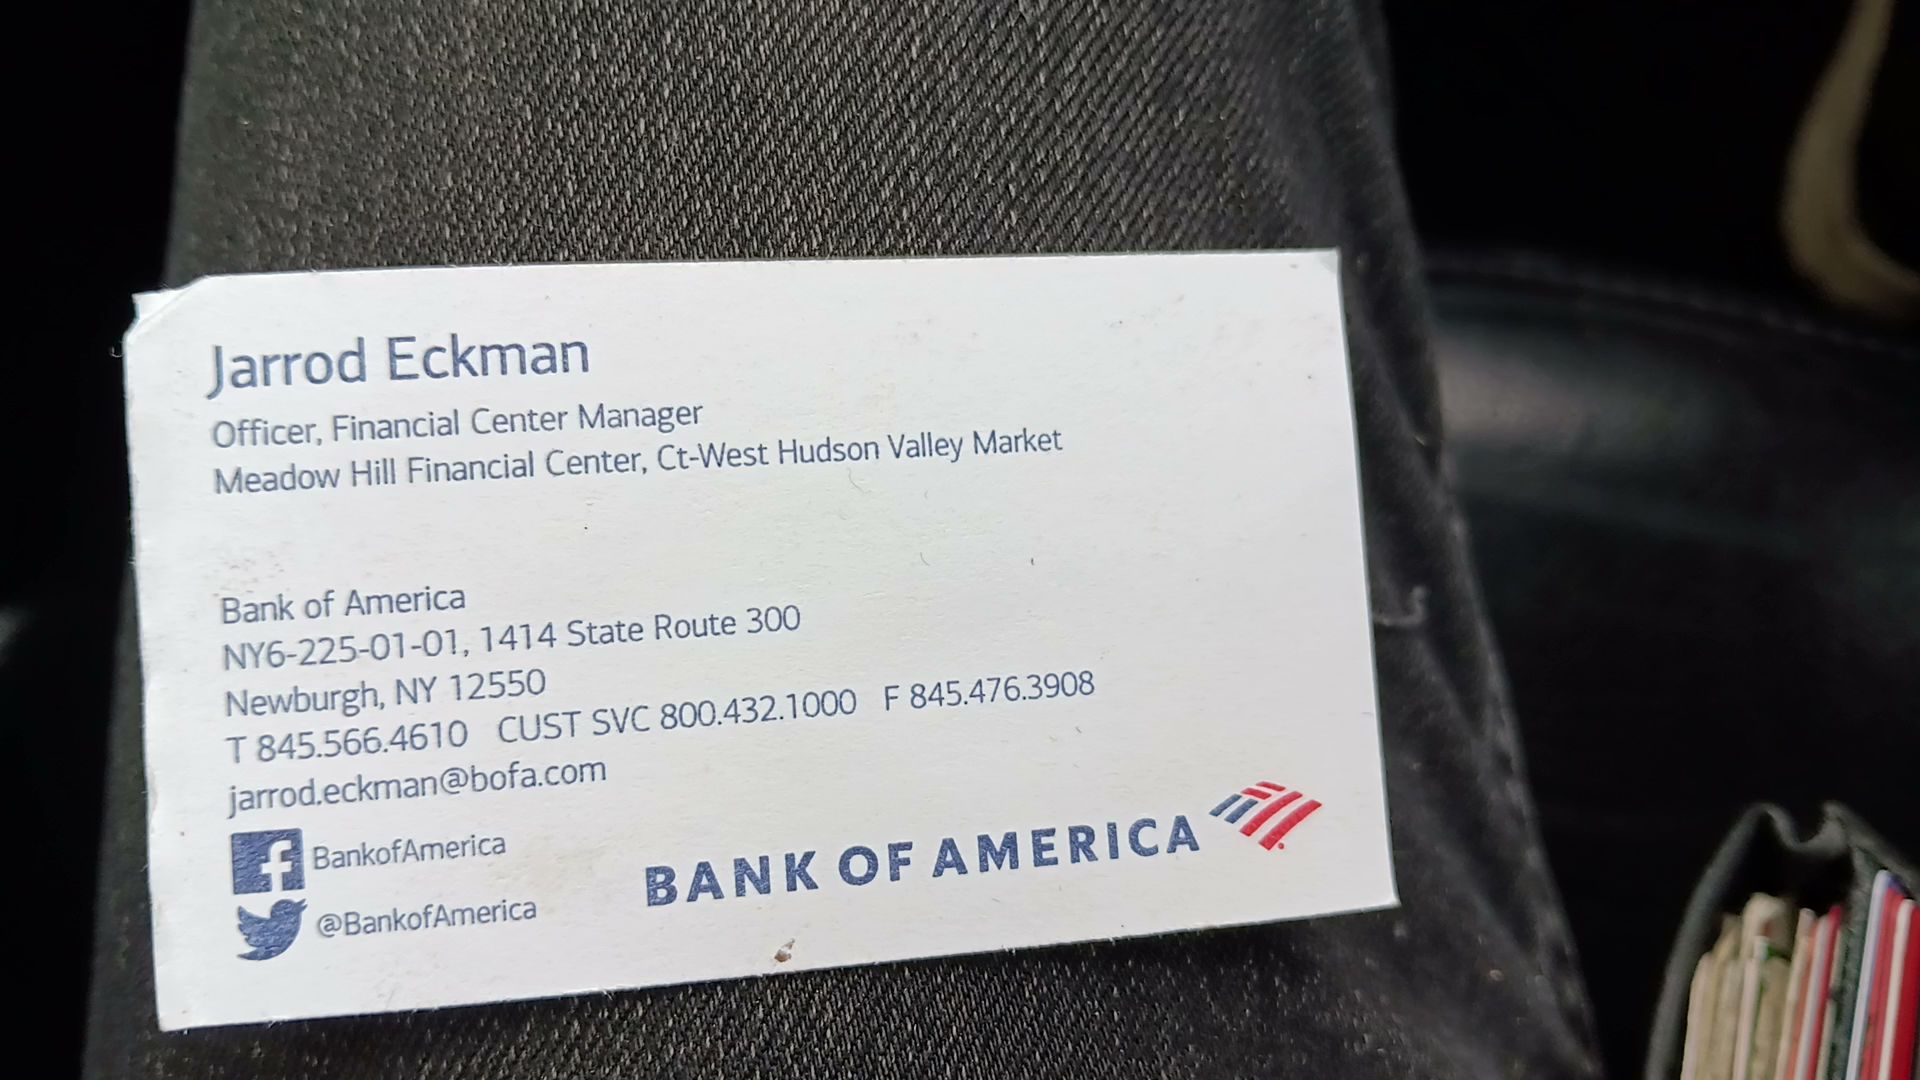 Jarrod Eckman
Officer, Financial Center Manager
Meadow Hill Financial Center, Ct-West Hudson Valley Market
Bank of America
NY6-225-01-01, 1414 State Route 300
Newburgh, NY 12550
T 845.566.4610 CUST SVC 800.432.1000 F 845.476.3908
jarrod.eckman@bofa.com
BankofAmerica
@BankofAmerica
BANK OF AMERICA